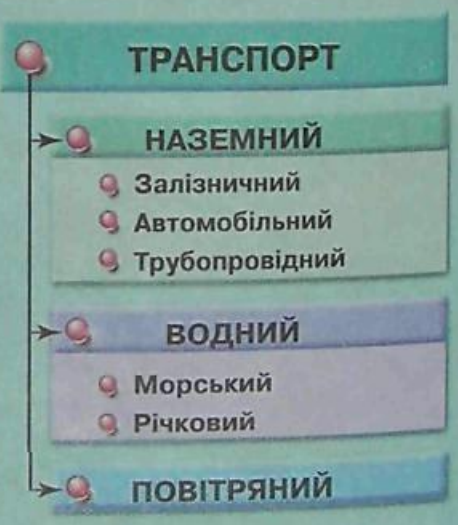 ТРАНСПОРТ
НАЗЕМНИЙ
Залізничний
Автомобільний
Трубопровідний
ВОДНИЙ
Морський
Річковий
ПОВІТРЯНИЙ